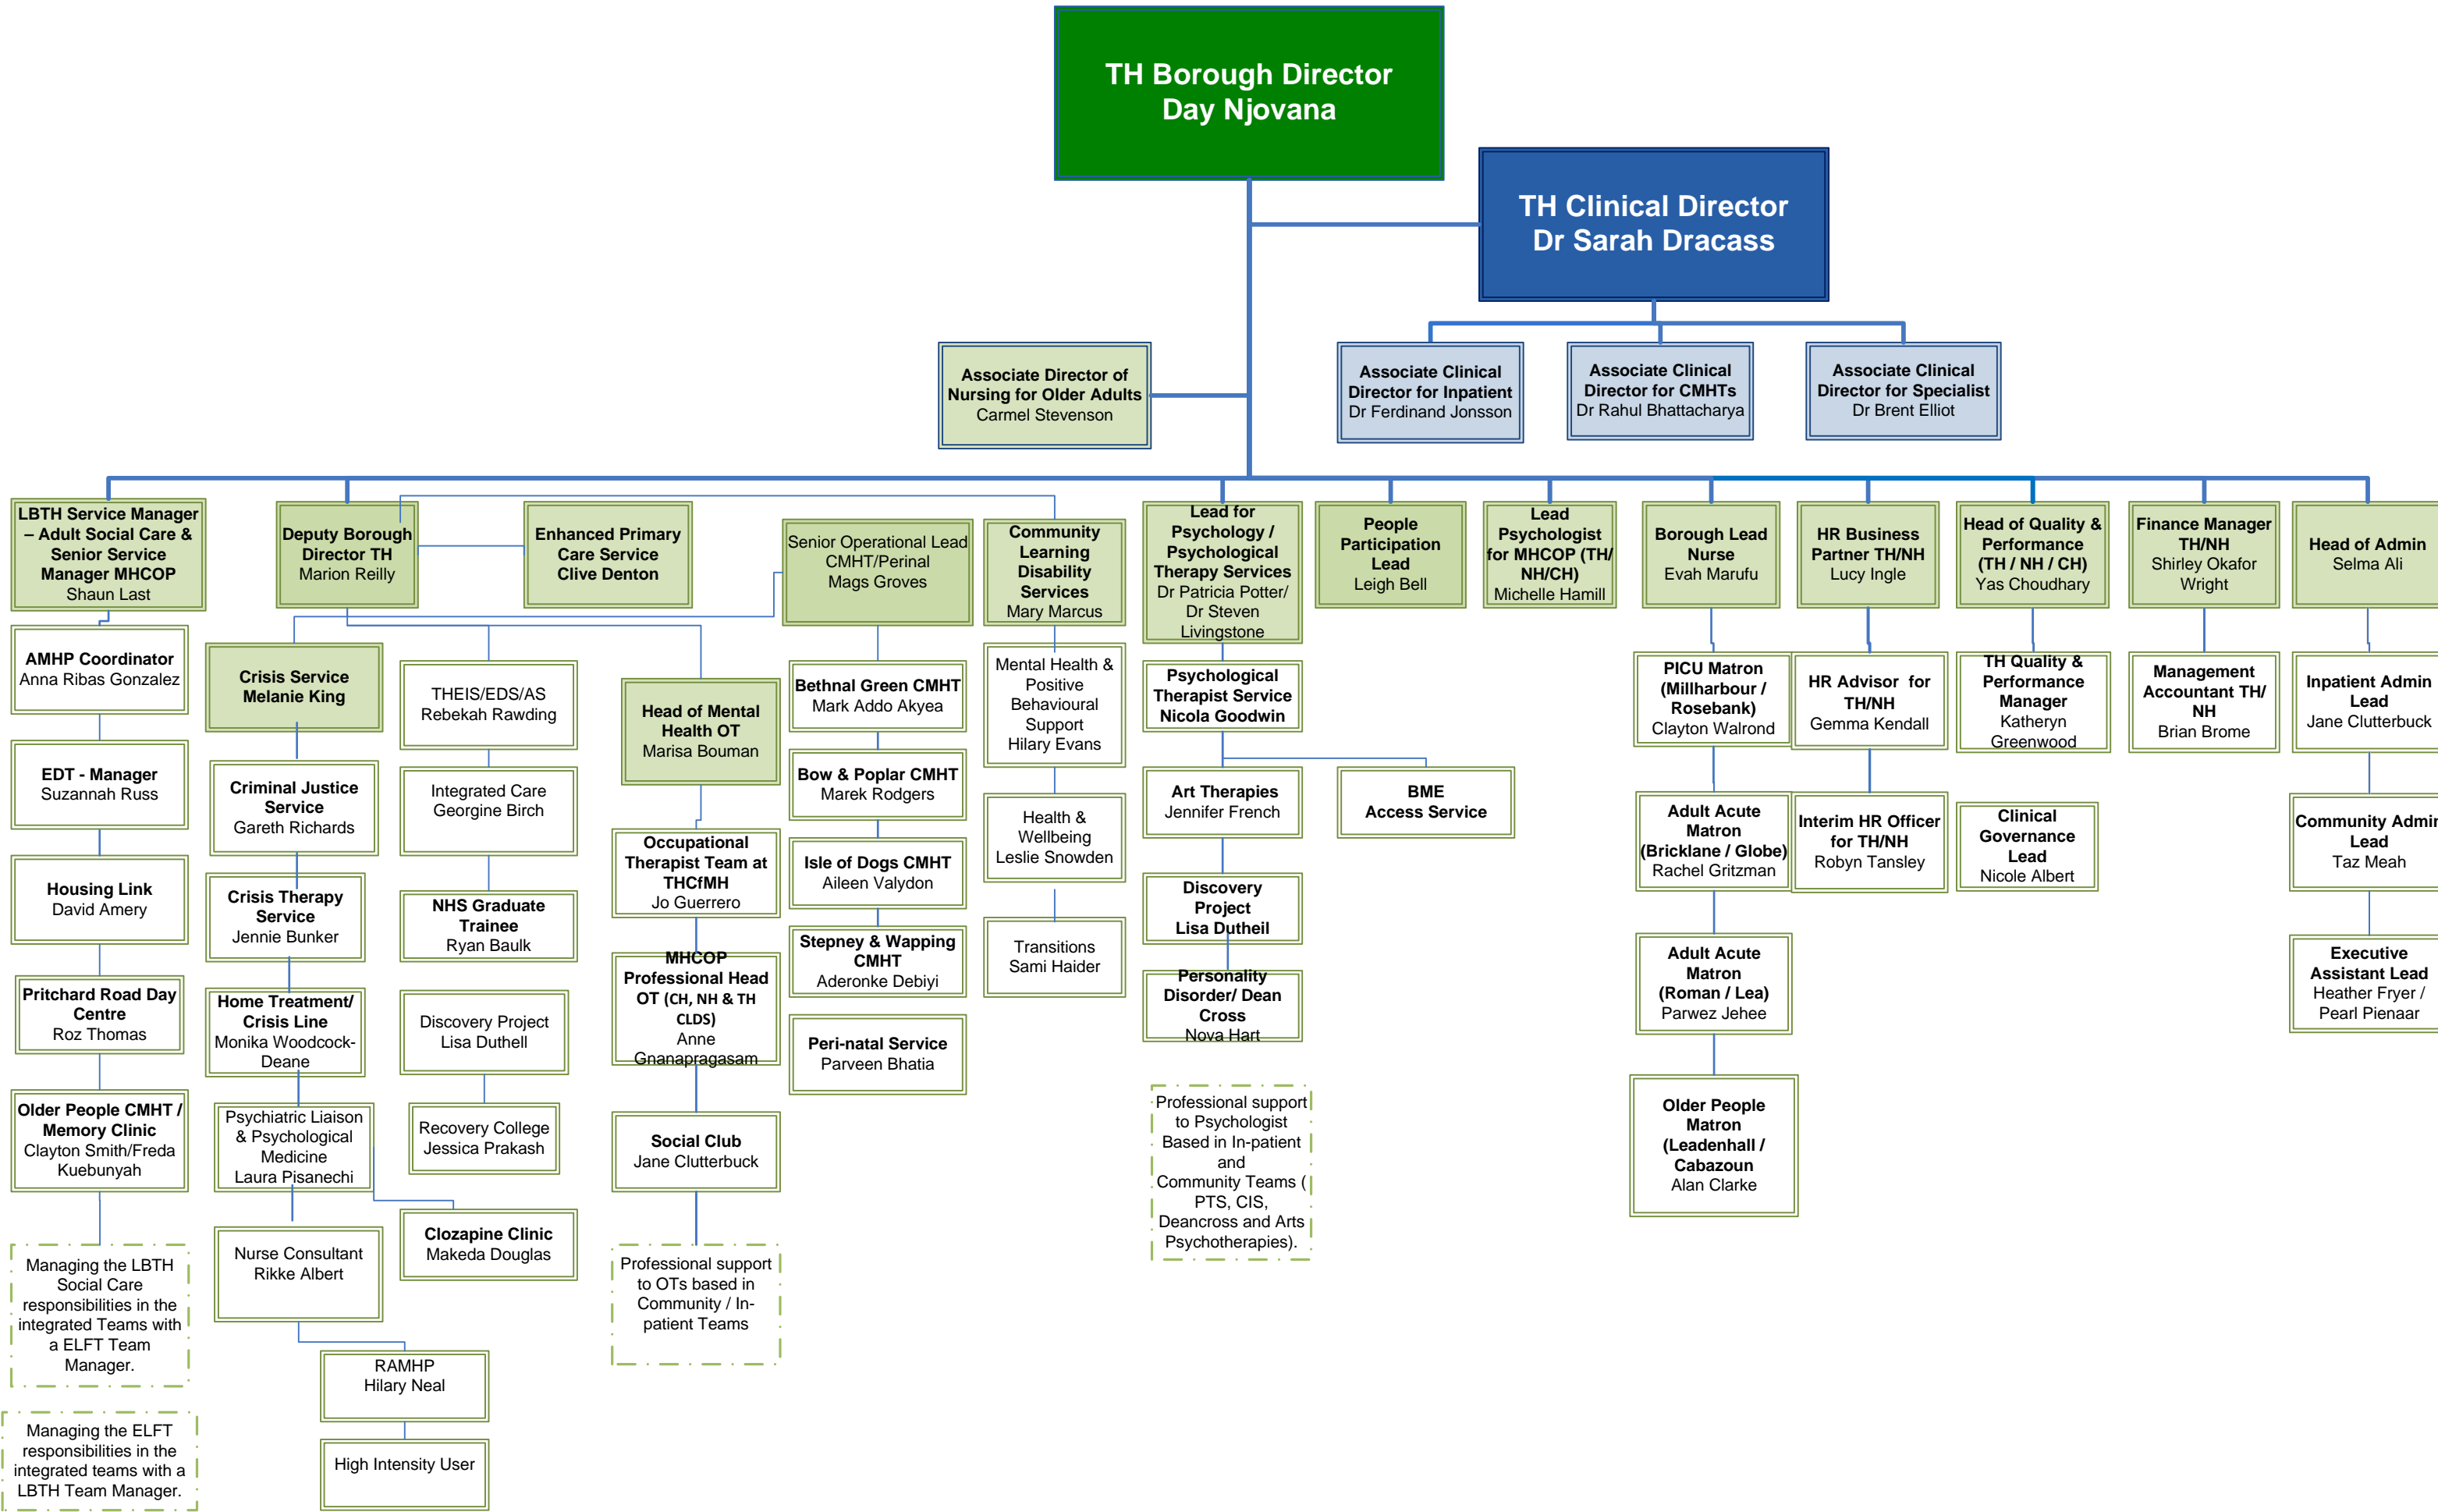 TH Borough Director
Day Njovana
TH Clinical Director
Dr Sarah Dracass
Associate Director of
Nursing for Older Adults
Carmel Stevenson
Associate Clinical
Director for Inpatient
Dr Ferdinand Jonsson
Associate Clinical
Director for CMHTs
Dr Rahul Bhattacharya
Associate Clinical
Director for Specialist
Dr Brent Elliot
LBTH Service Manager
– Adult Social Care &
Senior Service
Manager MHCOP
Shaun Last
Deputy Borough
Director TH
Marion Reilly
Enhanced Primary
Care Service
Clive Denton
Senior Operational Lead
CMHT/Perinal
Mags Groves
Community
Learning
Disability
Services
Mary Marcus
Lead for
Psychology /
Psychological
Therapy Services
Dr Patricia Potter/
Dr Steven
Livingstone
People
Participation
Lead
Leigh Bell
Lead
Psychologist
for MHCOP (TH/
NH/CH)
Michelle Hamill
Borough Lead
Nurse
Evah Marufu
HR Business
Partner TH/NH
Lucy Ingle
Head of Quality &
Performance
(TH / NH / CH)
Yas Choudhary
Finance Manager
TH/NH
Shirley Okafor
Wright
Head of Admin
Selma Ali
AMHP Coordinator
Anna Ribas Gonzalez
EDT - Manager
Suzannah Russ
Housing Link
David Amery
Pritchard Road Day
Centre
Roz Thomas
Older People CMHT /
Memory Clinic
Clayton Smith/Freda
Kuebunyah
Managing the LBTH
Social Care
responsibilities in the
integrated Teams with
a ELFT Team
Manager.
Managing the ELFT
responsibilities in the
integrated teams with a
LBTH Team Manager.
Crisis Service
Melanie King
Criminal Justice
Service
Gareth Richards
Crisis Therapy
Service
Jennie Bunker
Home Treatment/
Crisis Line
Monika Woodcock-
Deane
Psychiatric Liaison
& Psychological
Medicine
Laura Pisanechi
Nurse Consultant
Rikke Albert
RAMHP
Hilary Neal
High Intensity User
THEIS/EDS/AS
Rebekah Rawding
Integrated Care
Georgine Birch
NHS Graduate
Trainee
Ryan Baulk
Discovery Project
Lisa Duthell
Recovery College
Jessica Prakash
Clozapine Clinic
Makeda Douglas
Head of Mental
Health OT
Marisa Bouman
Occupational
Therapist Team at
THCfMH
Jo Guerrero
MHCOP
Professional Head
OT (CH, NH & TH
CLDS)
Anne
Gnanapragasam
Social Club
Jane Clutterbuck
Professional support
to OTs based in
Community / In-
patient Teams
Bethnal Green CMHT
Mark Addo Akyea
Bow & Poplar CMHT
Marek Rodgers
Isle of Dogs CMHT
Aileen Valydon
Stepney & Wapping
CMHT
Aderonke Debiyi
Peri-natal Service
Parveen Bhatia
Mental Health &
Positive
Behavioural
Support
Hilary Evans
Health &
Wellbeing
Leslie Snowden
Transitions
Sami Haider
Psychological
Therapist Service
Nicola Goodwin
Art Therapies
Jennifer French
BME
Access Service
Discovery
Project
Lisa Dutheil
Personality
Disorder/ Dean
Cross
Nova Hart
Professional support
to Psychologist
Based in In-patient
and
Community Teams (
PTS, CIS,
Deancross and Arts
Psychotherapies).
PICU Matron
(Millharbour /
Rosebank)
Clayton Walrond
Adult Acute
Matron
(Bricklane / Globe)
Rachel Gritzman
Adult Acute
Matron
(Roman / Lea)
Parwez Jehee
Older People
Matron
(Leadenhall /
Cabazoun
Alan Clarke
HR Advisor for
TH/NH
Gemma Kendall
Interim HR Officer
for TH/NH
Robyn Tansley
TH Quality &
Performance
Manager
Katheryn
Greenwood
Clinical
Governance
Lead
Nicole Albert
Management
Accountant TH/
NH
Brian Brome
Inpatient Admin
Lead
Jane Clutterbuck
Community Admin
Lead
Taz Meah
Executive
Assistant Lead
Heather Fryer /
Pearl Pienaar